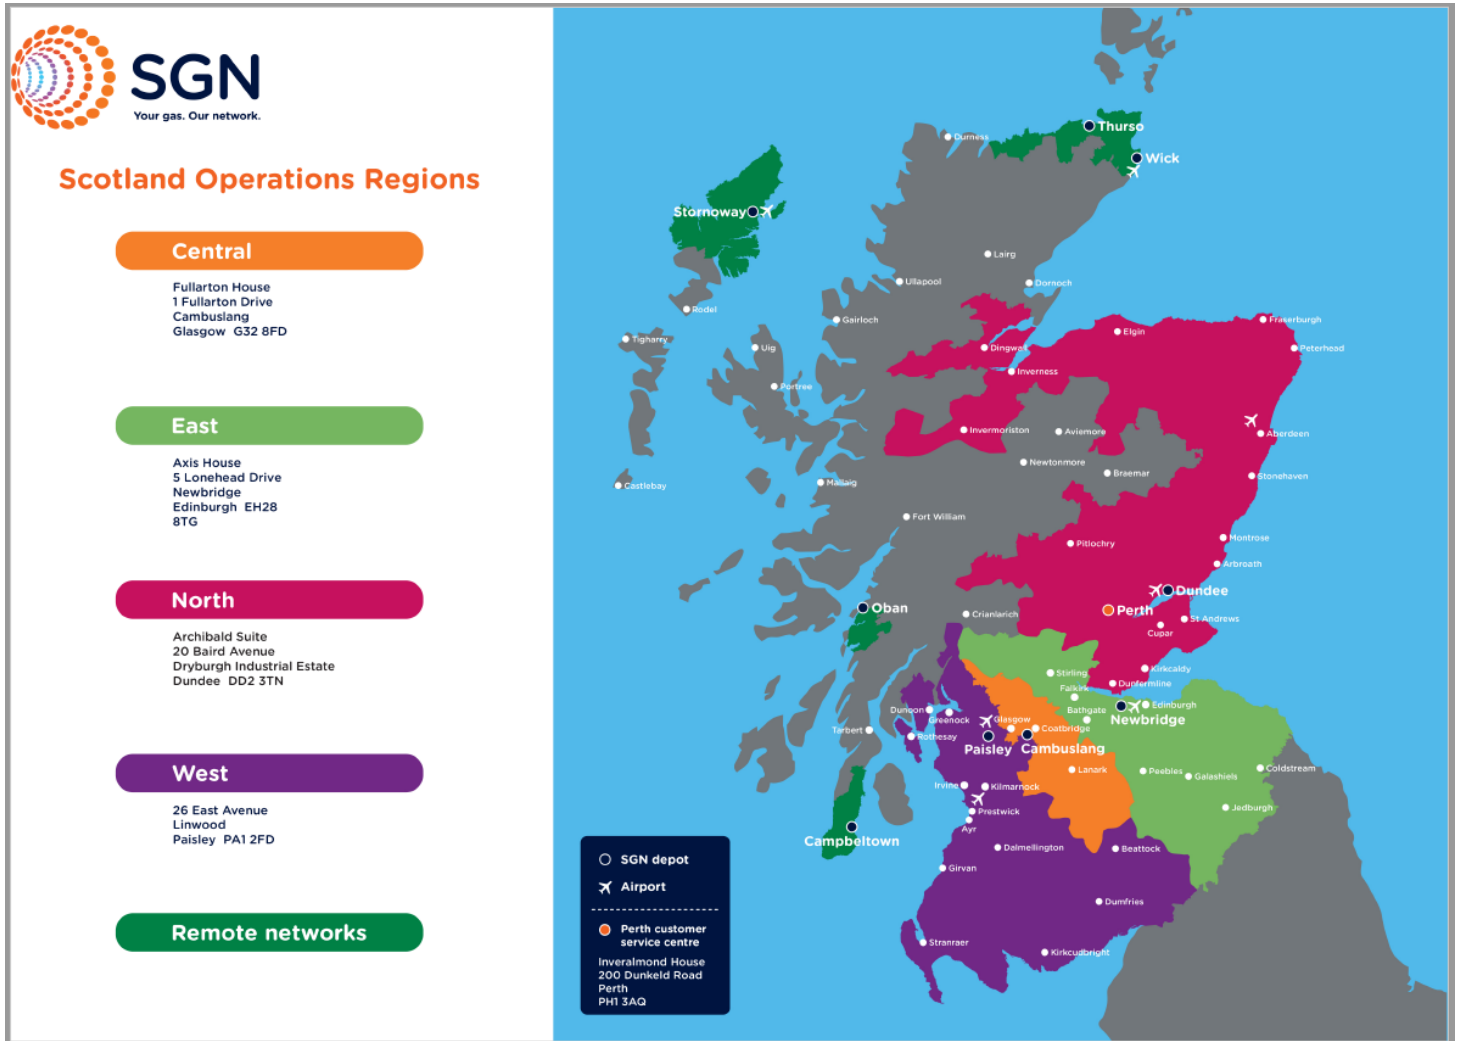 SGN
Your gas. Our network.
Scotland Operations Regions
Central
Fullarton House
1 Fullarton Drive
Cambuslang
Glasgow  G32 8FD
East
Axis House
5 Lonehead Drive
Newbridge
Edinburgh  EH28
8TG
North
Archibald Suite
20 Baird Avenue
Dryburgh Industrial Estate
Dundee  DD2 3TN
West
26 East Avenue
Linwood
Paisley  PA1 2FD
Remote networks
Thurso
Durness
Wick
Stornoway
Lairg
Ullapool
Dornoch
Rodel
Gairloch
Fraserburgh
Elgin
Tigharry
Uig
Dingwall
Peterhead
Inverness
Portree
Invermoriston
Aviemore
Aberdeen
Newtonmore
Braemar
Stonehaven
Castlebay
Mallaig
Fort William
Montrose
Pitlochry
Arbroath
Dundee
Oban
Perth
Crianlarich
St Andrews
Cupar
Kirkcaldy
Stirling
Dunfermline
Falkirk
Edinburgh
Dunoon
Bathgate
Greenock
Glasgow
Newbridge
Tarbert
Coatbridge
Rothesay
Paisley
Cambuslang
Lanark
Peebles
Coldstream
Galashiels
Irvine
Kilmarnock
Jedburgh
Prestwick
Ayr
Campbeltown
Dalmellington
Beattock
Girvan
Dumfries
Stranraer
Kirkcudbright
SGN depot
Airport
Perth customer
service centre
Inveralmond House
200 Dunkeld Road
Perth
PH1 3AQ